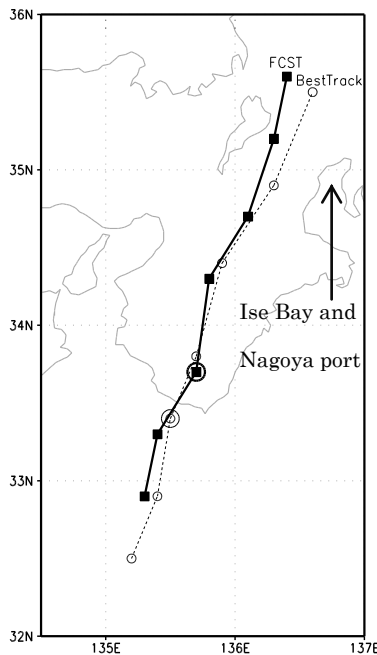 36N
FCST
BestTrack
35N
Ise Bay and
34N
Nagoya port
33N
32N
135E
136E
137E